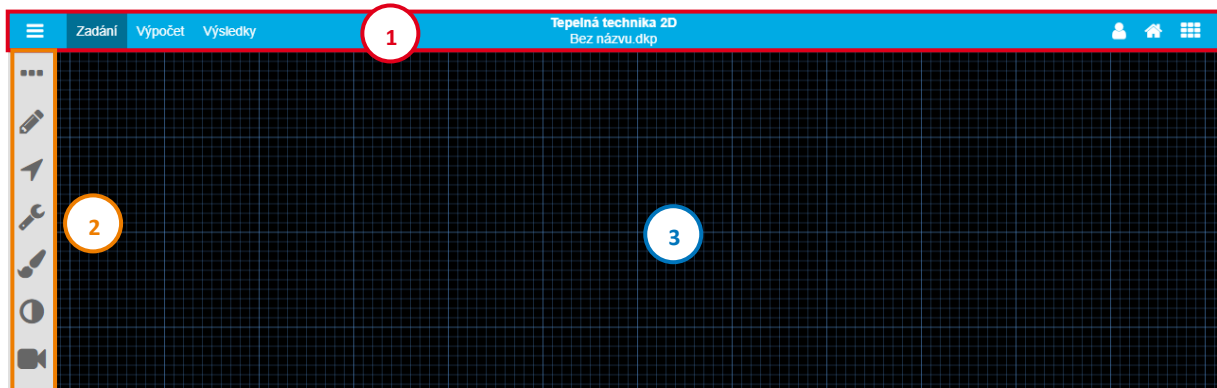 Zadání Výpočet Výsledky
1
Tepelná technika 2D
Bez názvu.dkp
2
3